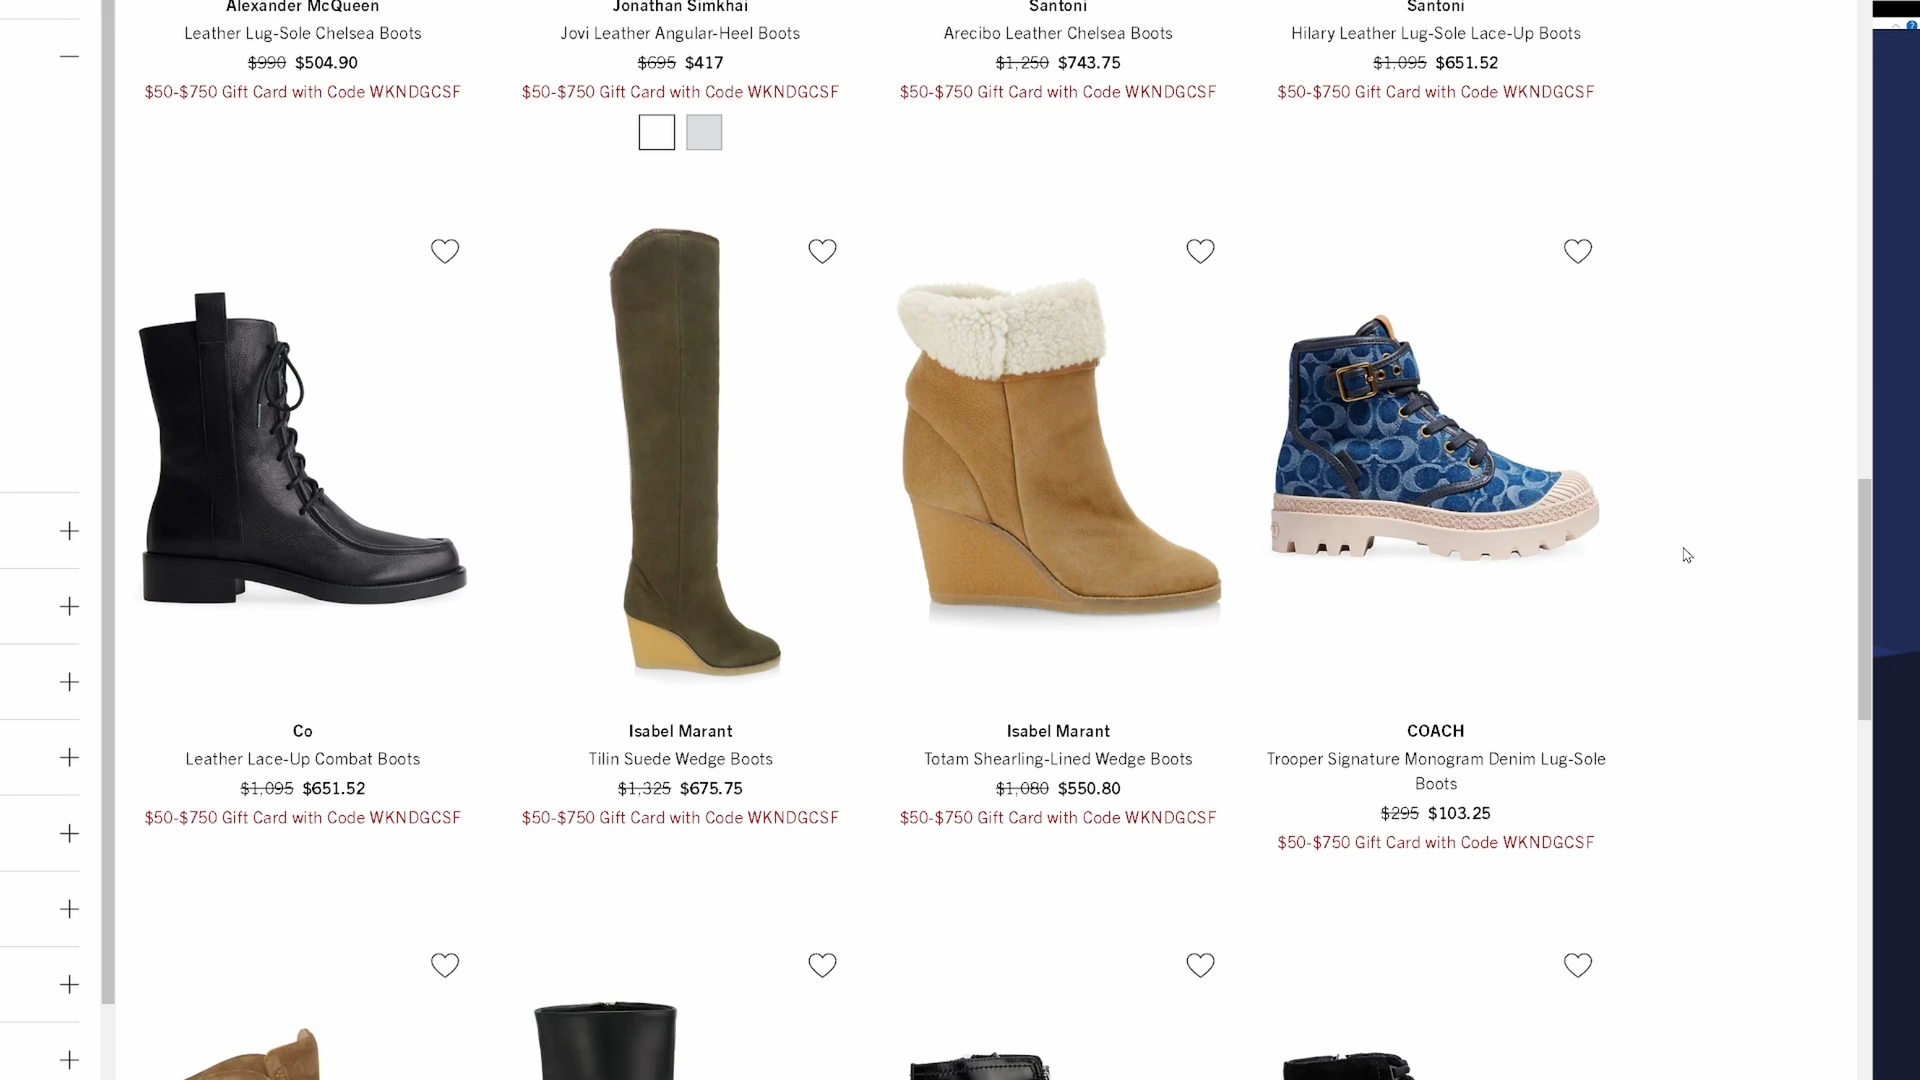 Alexander McQueen
Leather Lug-Sole Chelsea Boots
$990 $504.90
$50-$750 Gift Card with Code WKNDGCSF
Jonathan Simkhai
Jovi Leather Angular-Heel Boots
$695 $417
$50-$750 Gift Card with Code WKNDGCSF
Santoni
Arecibo Leather Chelsea Boots
$1,250 $743.75
$50-$750 Gift Card with Code WKNDGCSF
Santoni
Hilary Leather Lug-Sole Lace-Up Boots
$1,095 $651.52
$50-$750 Gift Card with Code WKNDGCSF
Co
Leather Lace-Up Combat Boots
$1,095 $651.52
$50-$750 Gift Card with Code WKNDGCSF
Isabel Marant
Tilin Suede Wedge Boots
$1,325 $675.75
$50-$750 Gift Card with Code WKNDGCSF
Isabel Marant
Totam Shearling-Lined Wedge Boots
$1,080 $550.80
$50-$750 Gift Card with Code WKNDGCSF
COACH
Trooper Signature Monogram Denim Lug-Sole
Boots
$295 $103.25
$50-$750 Gift Card with Code WKNDGCSF